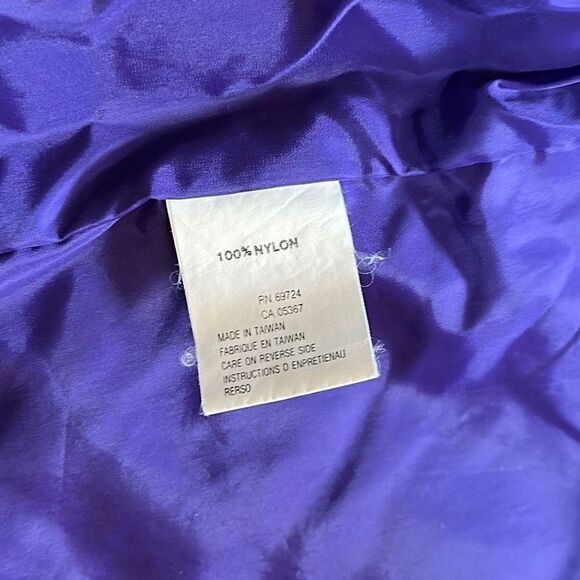 100% NYLON
RN 69724
CA 05367
MADE IN TAIWAN
FABRIQUE EN TAIWAN
CARE ON REVERSE SIDE
INSTRUCTIONS D ENPRETIENAU
RERSO